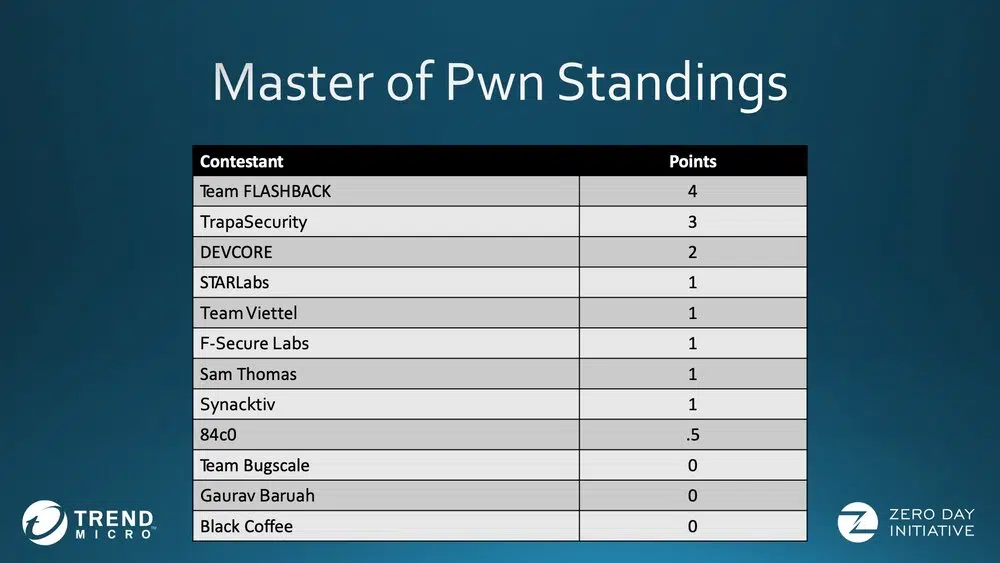 Master of Pwn Standings
Contestant Points
Team FLASHBACK 4
TrapaSecurity 3
DEVCORE 2
STARLabs 1
Team Viettel 1
F-Secure Labs 1
Sam Thomas 1
Synacktiv 1
84c0 .5
Team Bugscale 0
Gaurav Baruah 0
Black Coffee 0
TREND
MICRO™
ZERO DAY
INITIATIVE